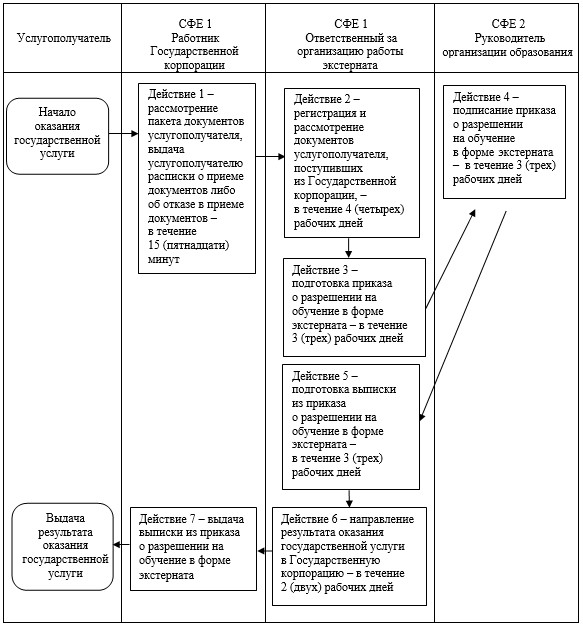 Услугополучатель
СФЕ 1
Работник
Государственной
корпорации
СФЕ 1
Ответственный за
организацию работы
экстерната
СФЕ 2
Руководитель
организации образования
Начало
оказания
государственной
услуги
Действие 1 –
рассмотрение
пакета документов
услугополучателя,
выдача
услугополучателю
расписки о приеме
документов либо
об отказе в приеме
документов –
в течение
15 (пятнадцати)
минут
Действие 2 –
регистрация и
рассмотрение
документов
услугополучателя,
поступивших
из Государственной
корпорации, –
в течение 4 (четырех)
рабочих дней
Действие 3 –
подготовка приказа
о разрешении на
обучение в форме
экстерната – в течение
3 (трех) рабочих дней
Действие 4 –
подписание приказа
о разрешении
на обучение
в форме экстерната
– в течение 3 (трех)
рабочих дней
Действие 5 –
подготовка выписки
из приказа
о разрешении на
обучение в форме
экстерната –
в течение 3 (трех)
рабочих дней
Действие 6 – направление
результата оказания
государственной услуги
в Государственную
корпорацию – в течение
2 (двух) рабочих дней
Действие 7 – выдача
выписки из приказа
о разрешении на
обучение в форме
экстерната
Выдача
результата
оказания
государственной
услуги